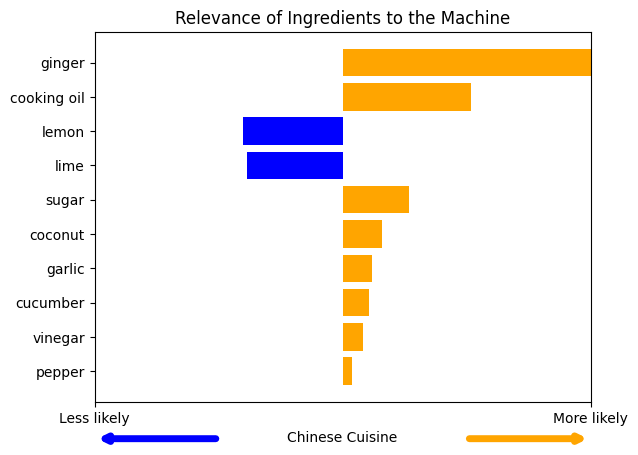 Relevance of Ingredients to the Machine
ginger
cooking oil
lemon
lime
sugar
coconut
garlic
cucumber
vinegar
pepper
Less likely
More likely
Chinese Cuisine